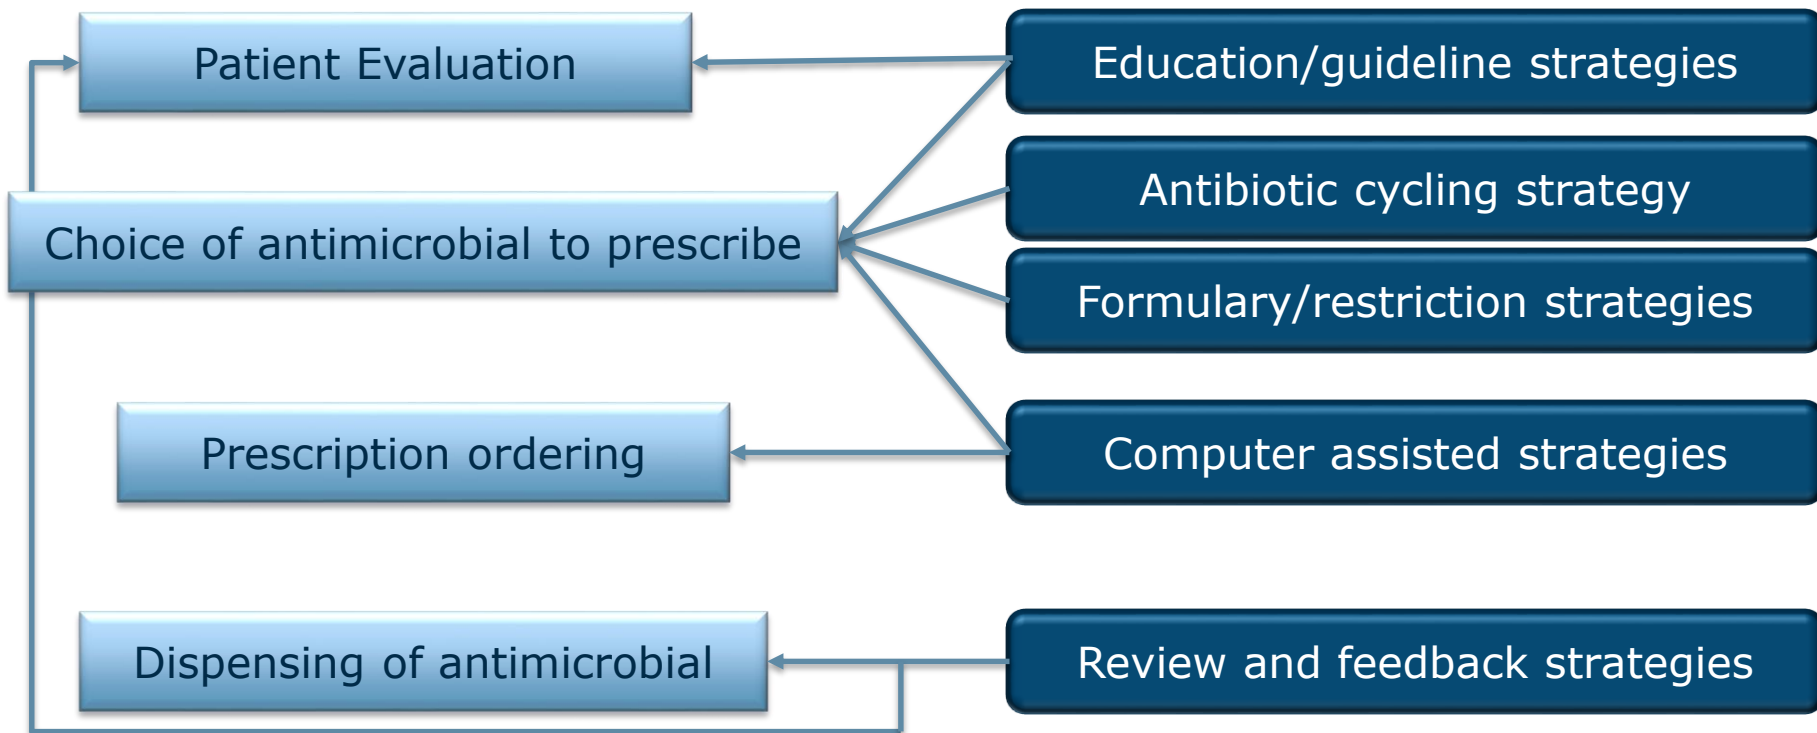 Patient Evaluation
Education/guideline strategies
Antibiotic cycling strategy
Choice of antimicrobial to prescribe
Formulary/restriction strategies
Prescription ordering
Computer assisted strategies
Dispensing of antimicrobial
Review and feedback strategies